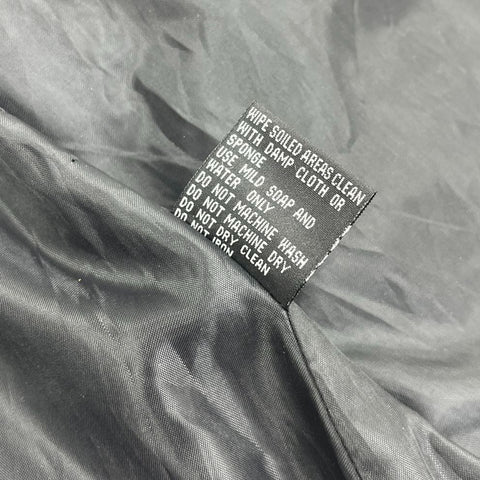 WIPE SOILED AREAS CLEAN
WITH DAMP CLOTH OR
SPONGE
USE MILD SOAP AND
WATER ONLY
DO NOT MACHINE WASH
DO NOT MACHINE DRY
DO NOT DRY CLEAN
DO NOT IRON